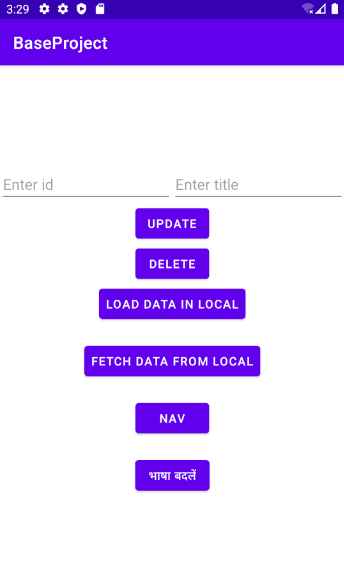 3:29
BaseProject
Enter id Enter title
UPDATE
DELETE
LOAD DATA IN LOCAL
FETCH DATA FROM LOCAL
NAV
भाषा बदलें